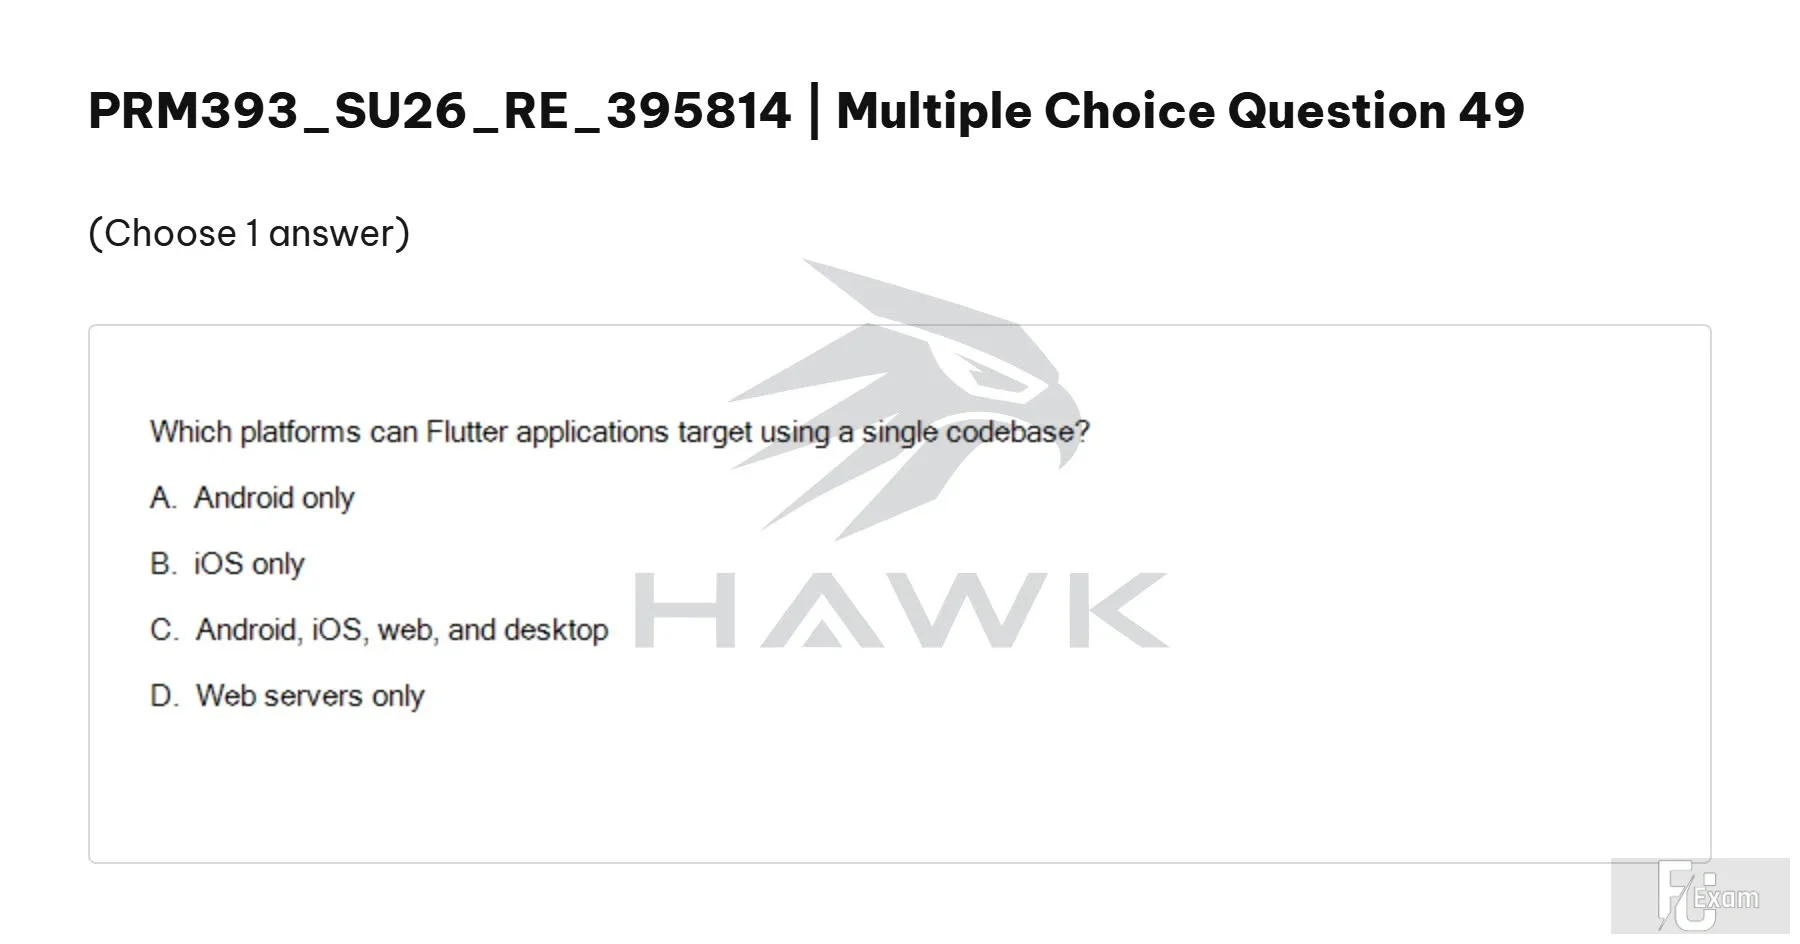 PRM393_SU26_RE_395814 | Multiple Choice Question 49
(Choose 1 answer)
Which platforms can Flutter applications target using a single codebase?
A. Android only
B. iOS only
C. Android, iOS, web, and desktop
D. Web servers only
HAWK
FU Exam